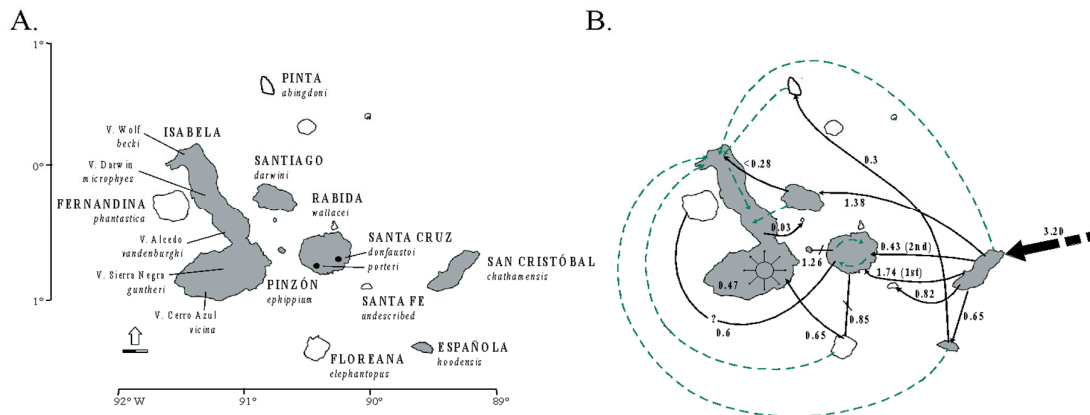 A.
B.
1°
0°
1°
92° W
91°
90°
89°
PINTA
abingdoni
ISABELA
V. Wolf
becki
V. Darwin
microphyes
SANTIAGO
darwini
FERNANDINA
phantastica
RABIDA
wallacei
V. Alcedo
vandenburghi
SANTA CRUZ
donfaustoi
porteri
V. Sierra Negra
guntheri
PINZÓN
ephippium
SAN CRISTÓBAL
chathamensis
SANTA FE
undescribed
V. Cerro Azul
vicina
FLOREANA
elephantopus
ESPAÑOLA
hoodensis
<0.28
0.3
1.38
0.03
3.20
0.43 (2nd)
1.26
1.74 (1st)
0.47
0.82
?
0.6
0.65
0.85
0.65